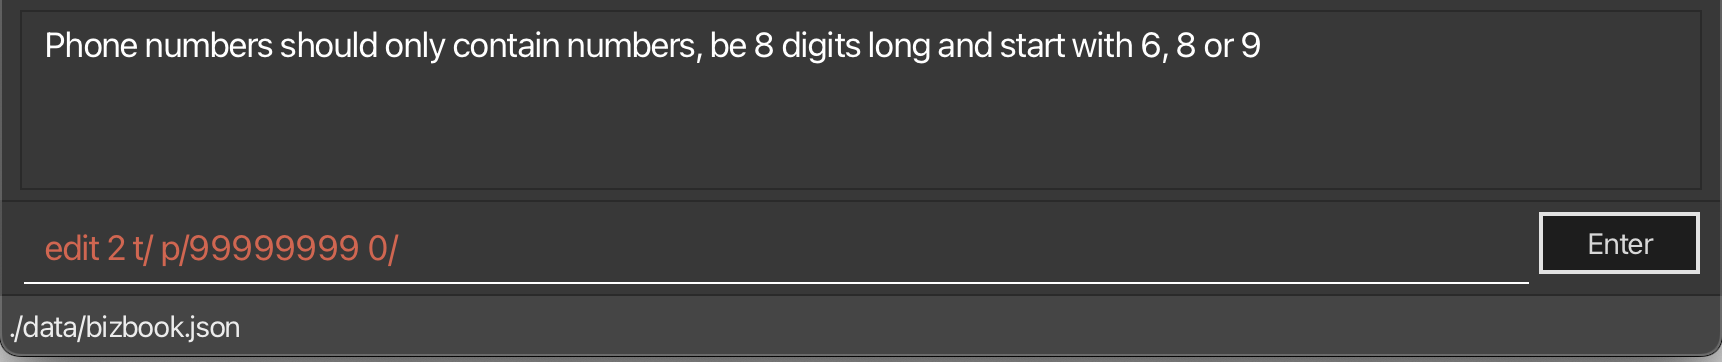 Phone numbers should only contain numbers, be 8 digits long and start with 6, 8 or 9
edit 2 t/ p/99999999 0/
Enter
./data/bizbook.json